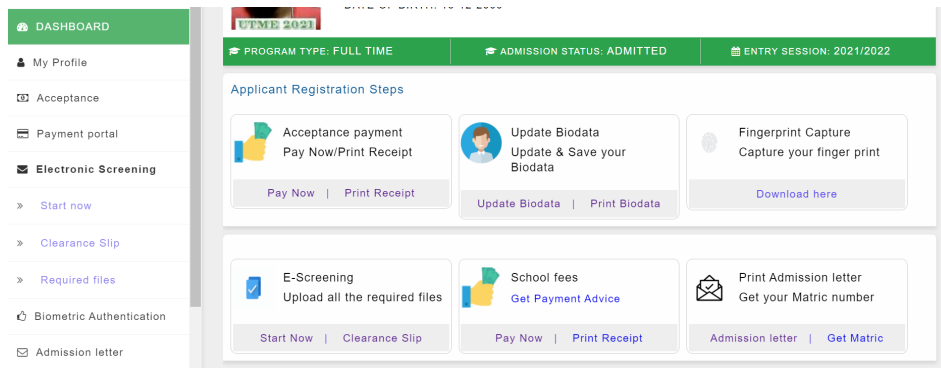 DASHBOARD
My Profile
Acceptance
Payment portal
Electronic Screening
» Start now
» Clearance Slip
» Required files
Biometric Authentication
Admission letter
UTME 2021
PROGRAM TYPE: FULL TIME
ADMISSION STATUS: ADMITTED
ENTRY SESSION: 2021/2022
Applicant Registration Steps
Acceptance payment
Pay Now/Print Receipt
Pay Now | Print Receipt
Update Biodata
Update & Save your
Biodata
Update Biodata | Print Biodata
Fingerprint Capture
Capture your finger print
Download here
E-Screening
Upload all the required files
Start Now | Clearance Slip
School fees
Get Payment Advice
Pay Now | Print Receipt
Print Admission letter
Get your Matric number
Admission letter | Get Matric